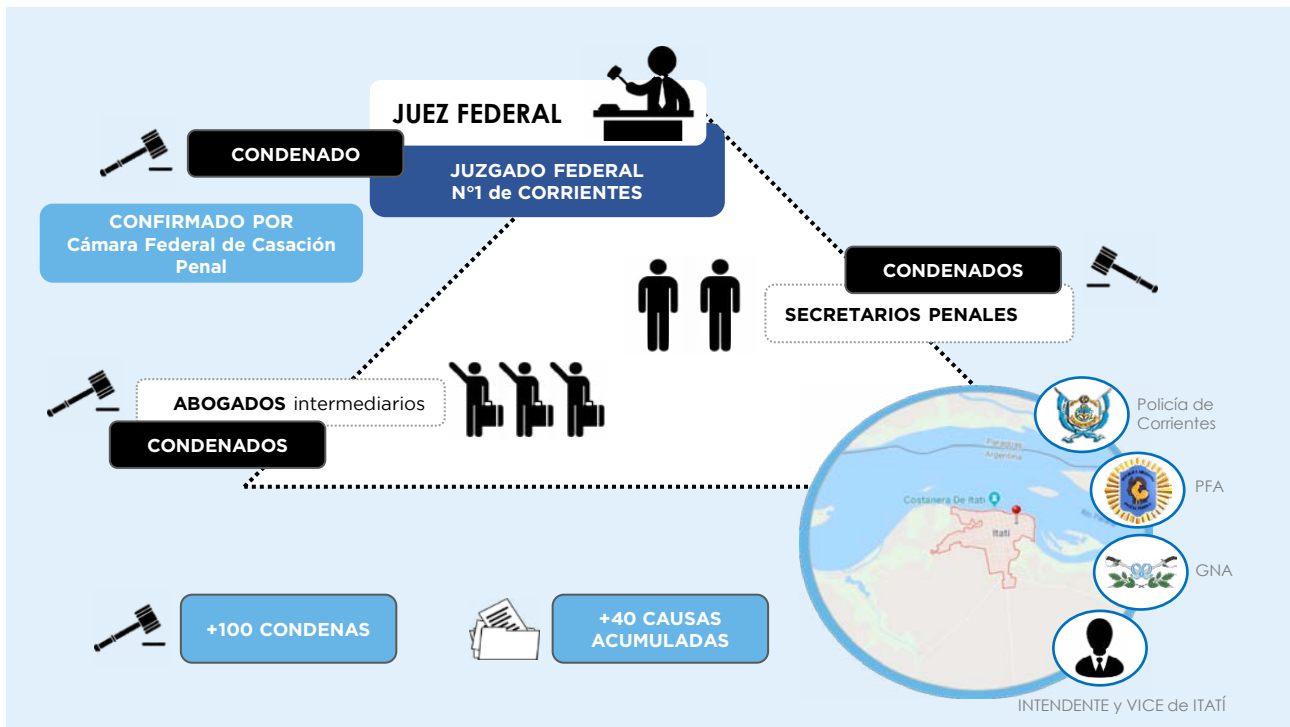 JUEZ FEDERAL
CONDENADO
JUZGADO FEDERAL
N°1 de CORRIENTES
CONFIRMADO POR
Cámara Federal de Casación
Penal
CONDENADOS
SECRETARIOS PENALES
ABOGADOS intermediarios
CONDENADOS
Policía de
Corrientes
PFA
GNA
Paraguay
Argentina
Costanera De Itatí
Itatí
+100 CONDENAS
+40 CAUSAS
ACUMULADAS
INTENDENTE y VICE de ITATÍ